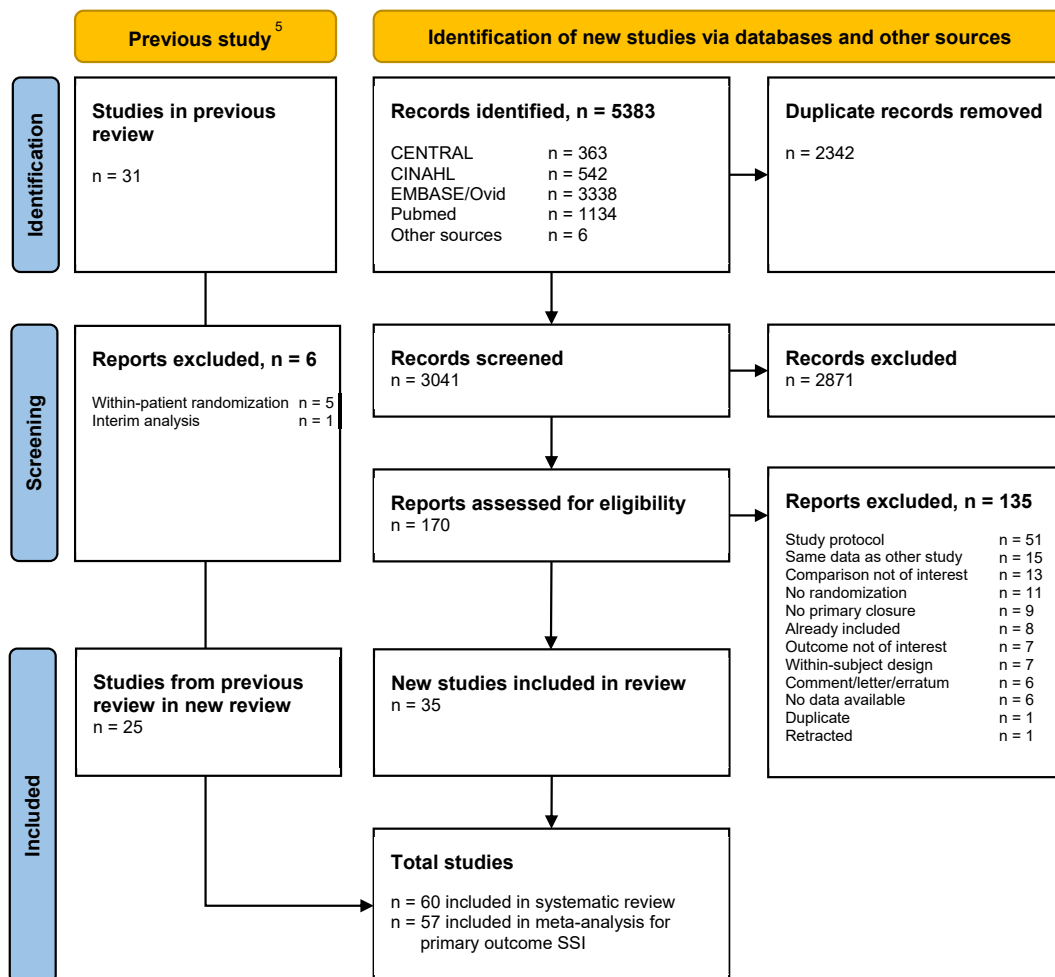 Previous study 5
Identification of new studies via databases and other sources
Identification
Studies in previous
review
n = 31
Records identified, n = 5383
CENTRAL n = 363
CINAHL n = 542
EMBASE/Ovid n = 3338
Pubmed n = 1134
Other sources n = 6
Duplicate records removed
n = 2342
Screening
Reports excluded, n = 6
Within-patient randomization n = 5
Interim analysis n = 1
Records screened
n = 3041
Records excluded
n = 2871
Reports assessed for eligibility
n = 170
Reports excluded, n = 135
Study protocol n = 51
Same data as other study n = 15
Comparison not of interest n = 13
No randomization n = 11
No primary closure n = 9
Already included n = 8
Outcome not of interest n = 7
Within-subject design n = 7
Comment/letter/erratum n = 6
No data available n = 6
Duplicate n = 1
Retracted n = 1
Included
Studies from previous
review in new review
n = 25
New studies included in review
n = 35
Total studies
n = 60 included in systematic review
n = 57 included in meta-analysis for
primary outcome SSI